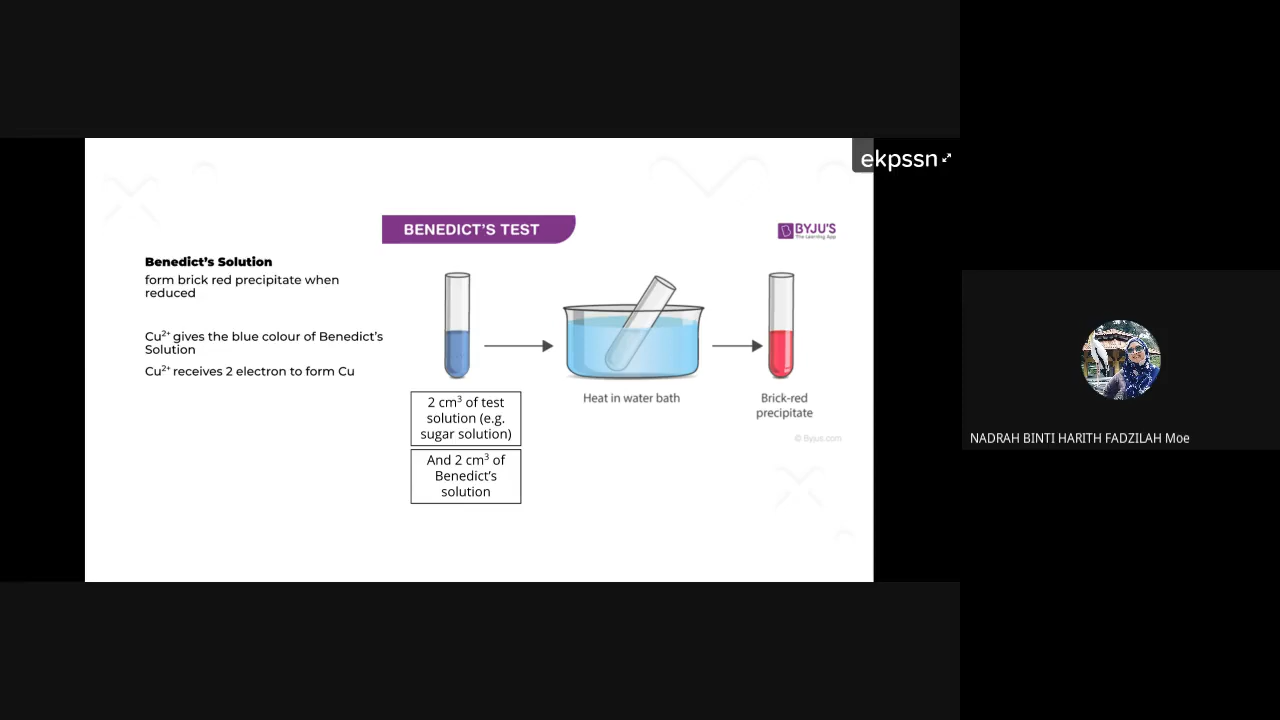 ekpssn
BENEDICT'S TEST
BYJU'S
The Learning App
Benedict's Solution
form brick red precipitate when
reduced
Cu²⁺ gives the blue colour of Benedict's
Solution
Cu²⁺ receives 2 electron to form Cu
2 cm³ of test
solution (e.g.
sugar solution)
And 2 cm³ of
Benedict's
solution
Heat in water bath
Brick-red
precipitate
© Byjus.com
NADRAH BINTI HARITH FADZILAH Moe